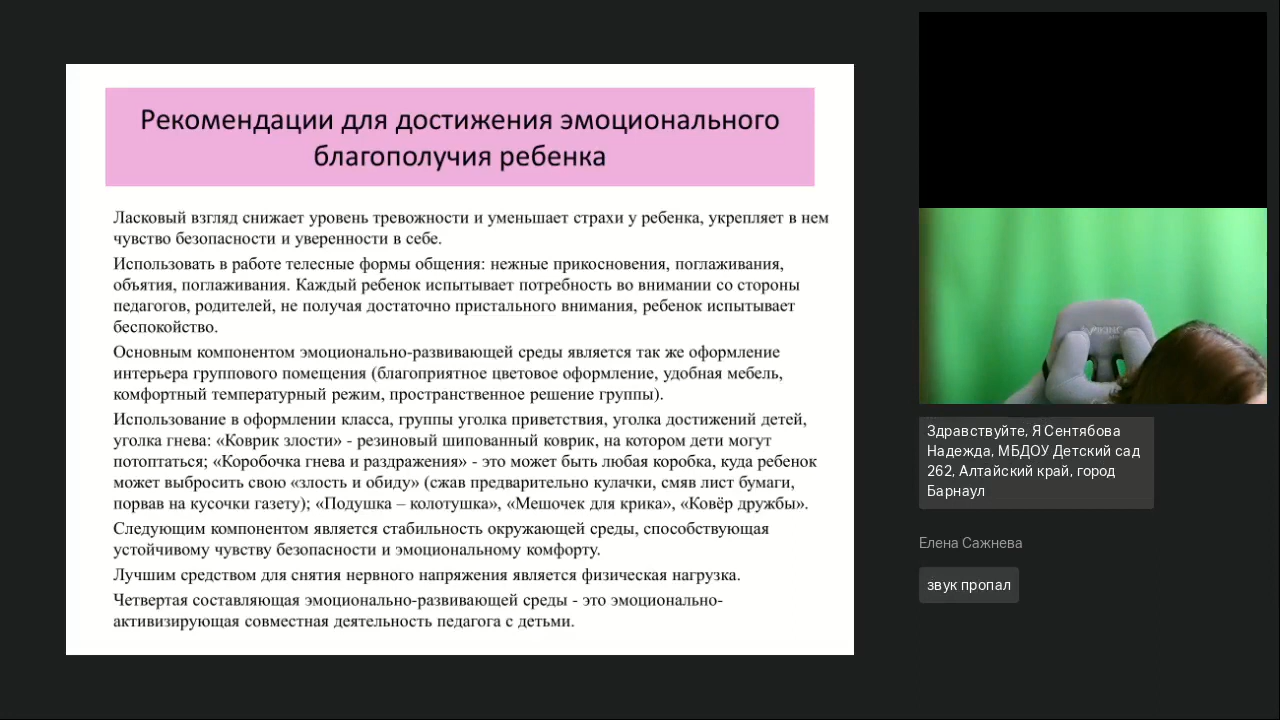 Рекомендации для достижения эмоционального
благополучия ребенка
Ласковый взгляд снижает уровень тревожности и уменьшает страхи у ребенка, укрепляет в нем
чувство безопасности и уверенности в себе.
Использовать в работе телесные формы общения: нежные прикосновения, поглаживания,
объятия, поглаживания. Каждый ребенок испытывает потребность во внимании со стороны
педагогов, родителей, не получая достаточно пристального внимания, ребенок испытывает
беспокойство.
Основным компонентом эмоционально-развивающей среды является так же оформление
интерьера группового помещения (благоприятное цветовое оформление, удобная мебель,
комфортный температурный режим, пространственное решение группы).
Использование в оформлении класса, группы уголка приветствия, уголка достижений детей,
уголка гнева: «Коврик злости» - резиновый шипованный коврик, на котором дети могут
потоптаться; «Коробочка гнева и раздражения» - это может быть любая коробка, куда ребенок
может выбросить свою «злость и обиду» (сжав предварительно кулачки, смяв лист бумаги,
порвав на кусочки газету); «Подушка – колотушка», «Мешочек для крика», «Ковёр дружбы».
Следующим компонентом является стабильность окружающей среды, способствующая
устойчивому чувству безопасности и эмоциональному комфорту.
Лучшим средством для снятия нервного напряжения является физическая нагрузка.
Четвертая составляющая эмоционально-развивающей среды - это эмоционально-
активизирующая совместная деятельность педагога с детьми.
Здравствуйте, Я Сентябова
Надежда, МБДОУ Детский сад
262, Алтайский край, город
Барнаул
Елена Сажнева
звук пропал